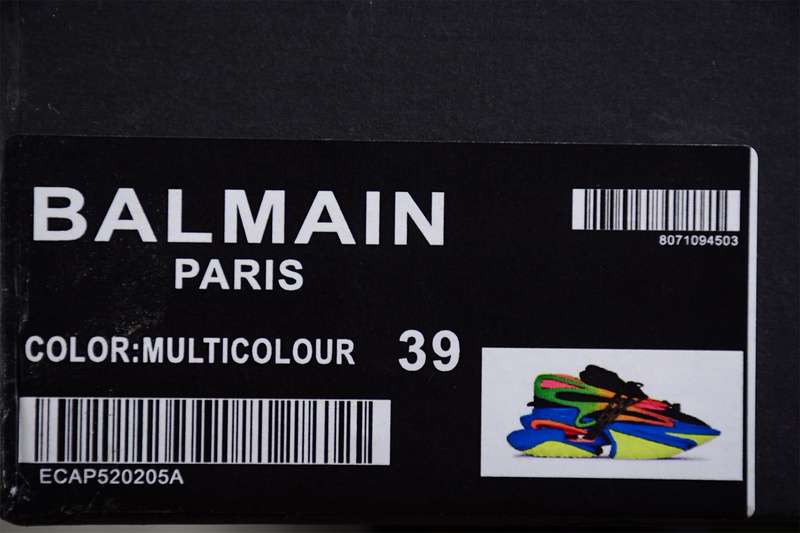 BALMAIN
PARIS
8071094503
COLOR:MULTICOLOUR 39
ECAP520205A